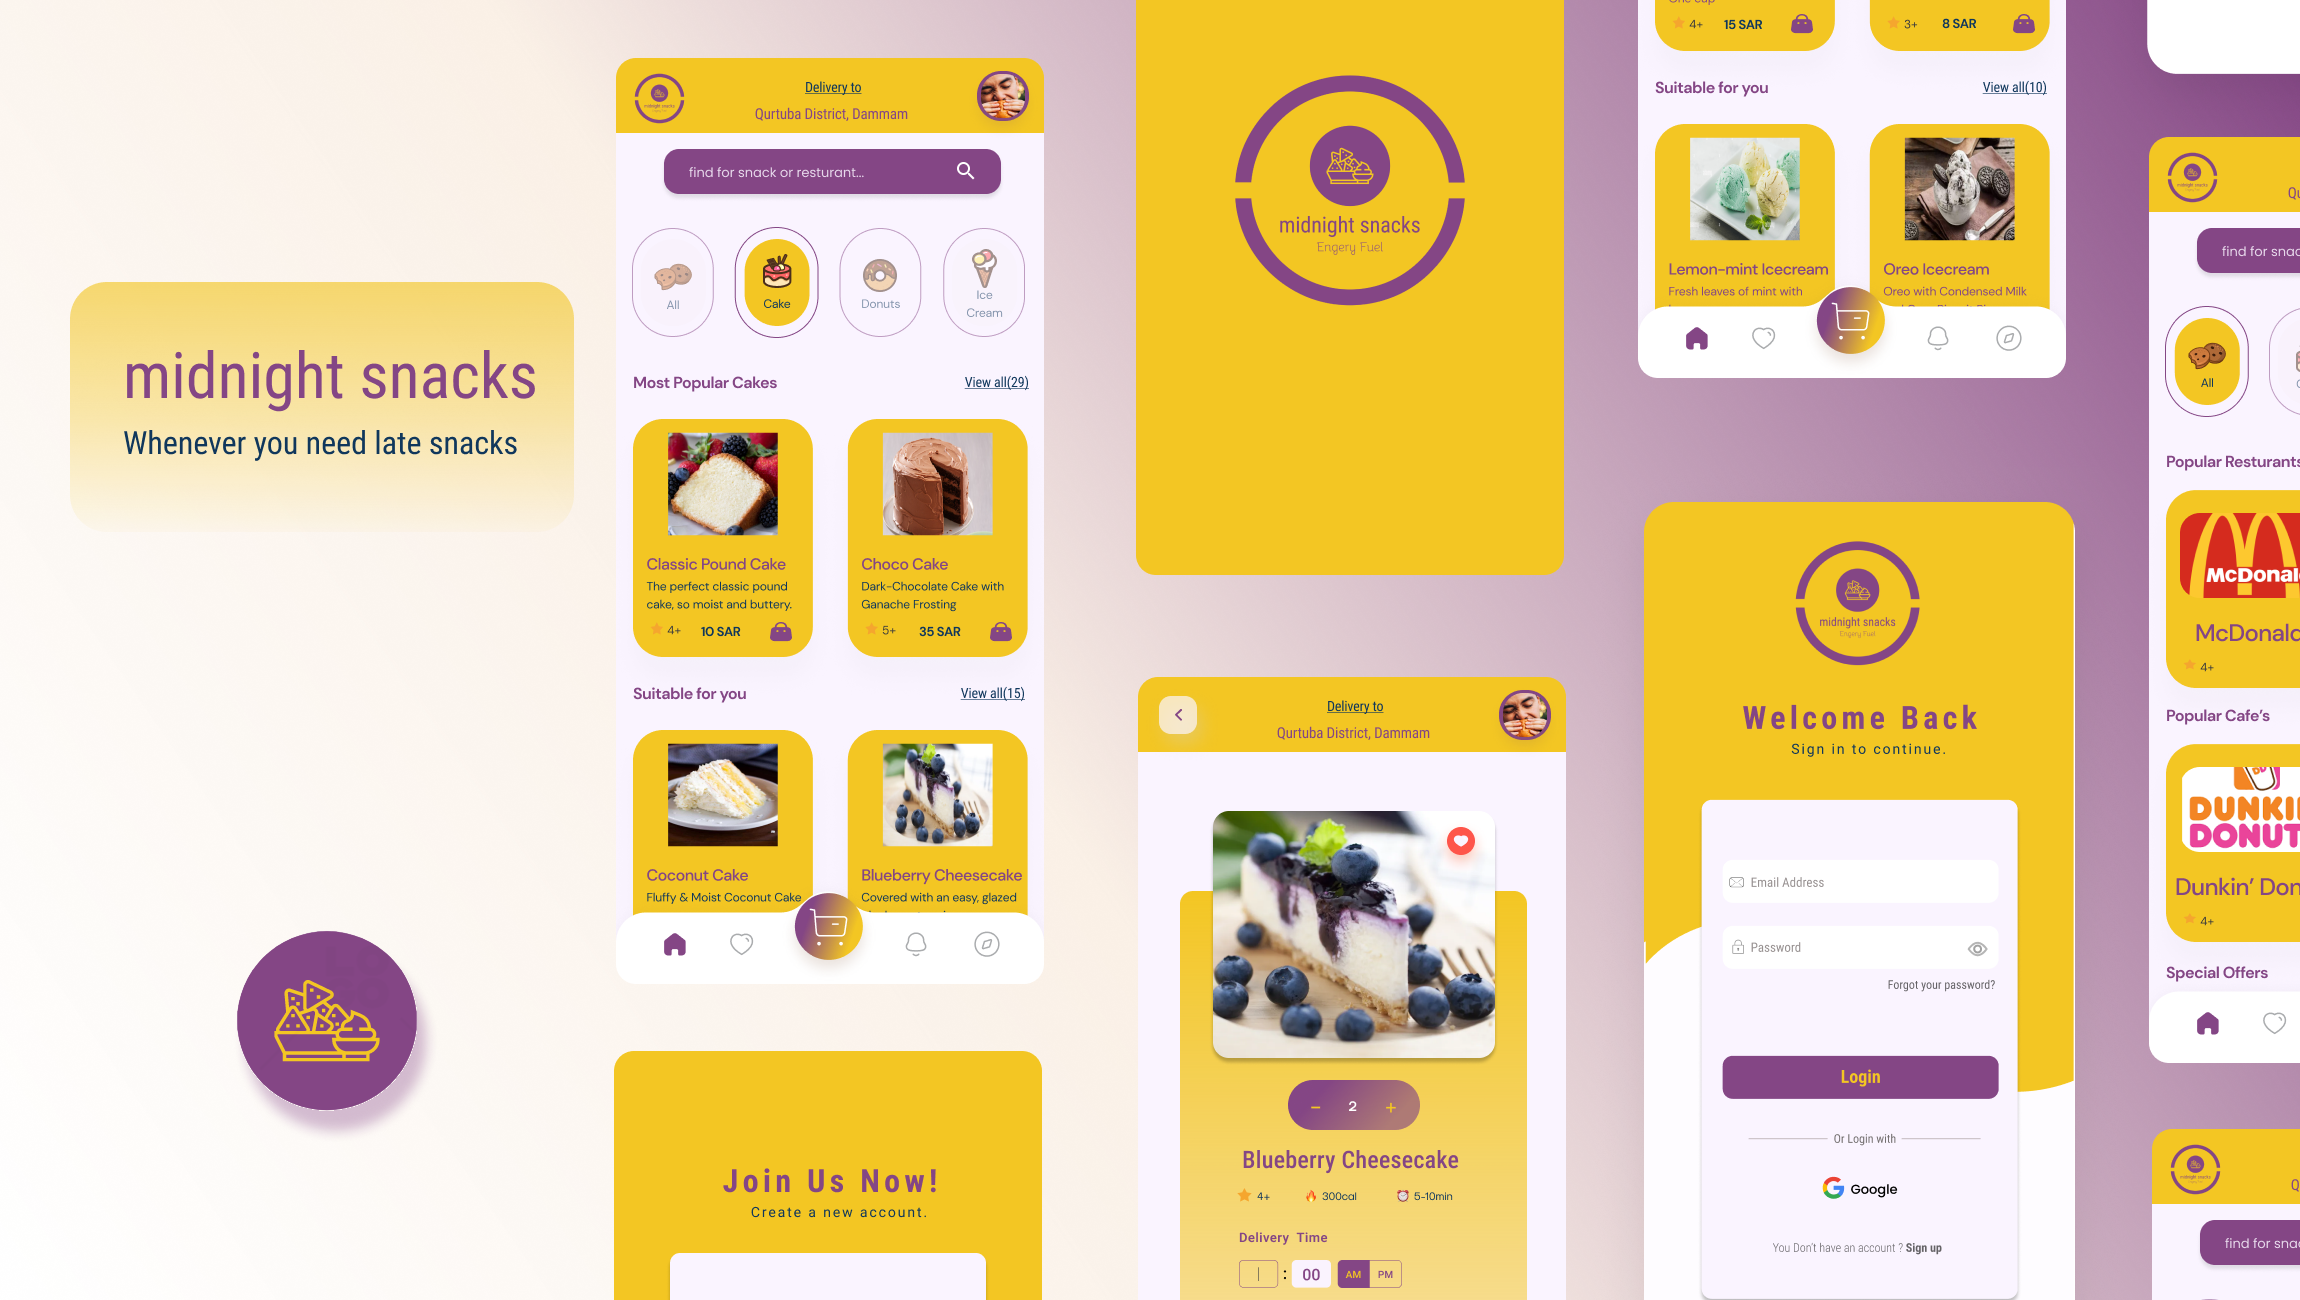 midnight snacks
Whenever you need late snacks
Delivery to
Qurtuba District, Dammam
find for snack or resturant...
All
Cake
Donuts
Ice
Cream
Most Popular Cakes
View all(29)
Classic Pound Cake
The perfect classic pound
cake, so moist and buttery.
4+ 10 SAR
Choco Cake
Dark-Chocolate Cake with
Ganache Frosting
5+ 35 SAR
Suitable for you
View all(15)
Coconut Cake
Fluffy & Moist Coconut Cake
Blueberry Cheesecake
Covered with an easy, glazed
Join Us Now!
Create a new account.
midnight snacks
Engery Fuel
Delivery to
Qurtuba District, Dammam
2
Blueberry Cheesecake
4+ 300cal 5-10min
Delivery Time
: 00 AM PM
4+ 15 SAR
3+ 8 SAR
Suitable for you
View all(10)
Lemon-mint Icecream
Fresh leaves of mint with
Oreo Icecream
Oreo with Condensed Milk
midnight snacks
Engery Fuel
Welcome Back
Sign in to continue.
Email Address
Password
Forgot your password?
Login
Or Login with
Google
You Don't have an account ? Sign up
find for snac
All
Popular Resturants
McDonal
McDonald
4+
Popular Cafe's
DUNKI
DONUT
Dunkin' Don
4+
Special Offers
find for snac